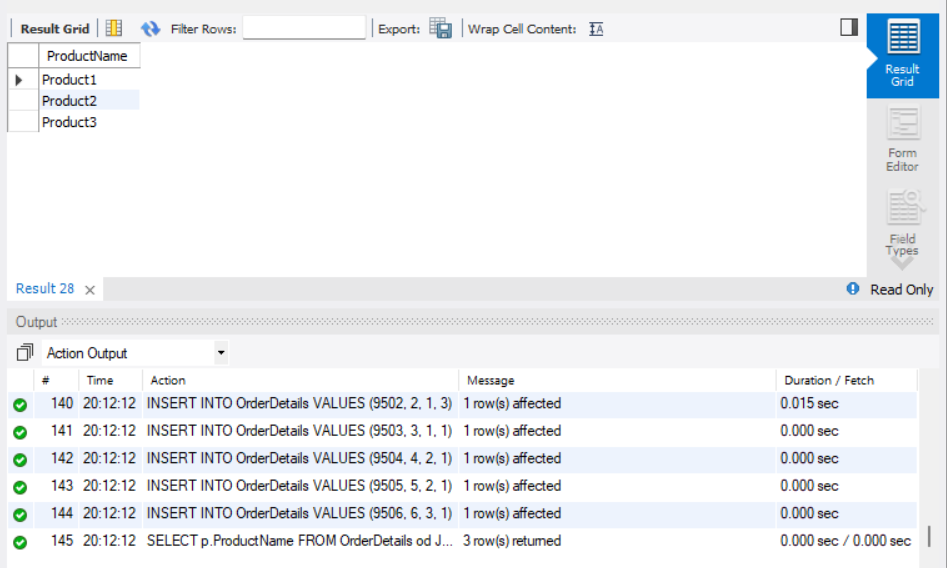 Result Grid Filter Rows: Export: Wrap Cell Content:
ProductName
Product1
Product2
Product3
Result
Grid
Form
Editor
Field
Types
Result 28 Read Only
Output
Action Output
# Time Action Message Duration / Fetch
140 20:12:12 INSERT INTO OrderDetails VALUES (9502, 2, 1, 3) 1 row(s) affected 0.015 sec
141 20:12:12 INSERT INTO OrderDetails VALUES (9503, 3, 1, 1) 1 row(s) affected 0.000 sec
142 20:12:12 INSERT INTO OrderDetails VALUES (9504, 4, 2, 1) 1 row(s) affected 0.000 sec
143 20:12:12 INSERT INTO OrderDetails VALUES (9505, 5, 2, 1) 1 row(s) affected 0.000 sec
144 20:12:12 INSERT INTO OrderDetails VALUES (9506, 6, 3, 1) 1 row(s) affected 0.000 sec
145 20:12:12 SELECT p.ProductName FROM OrderDetails od J... 3 row(s) returned 0.000 sec / 0.000 sec